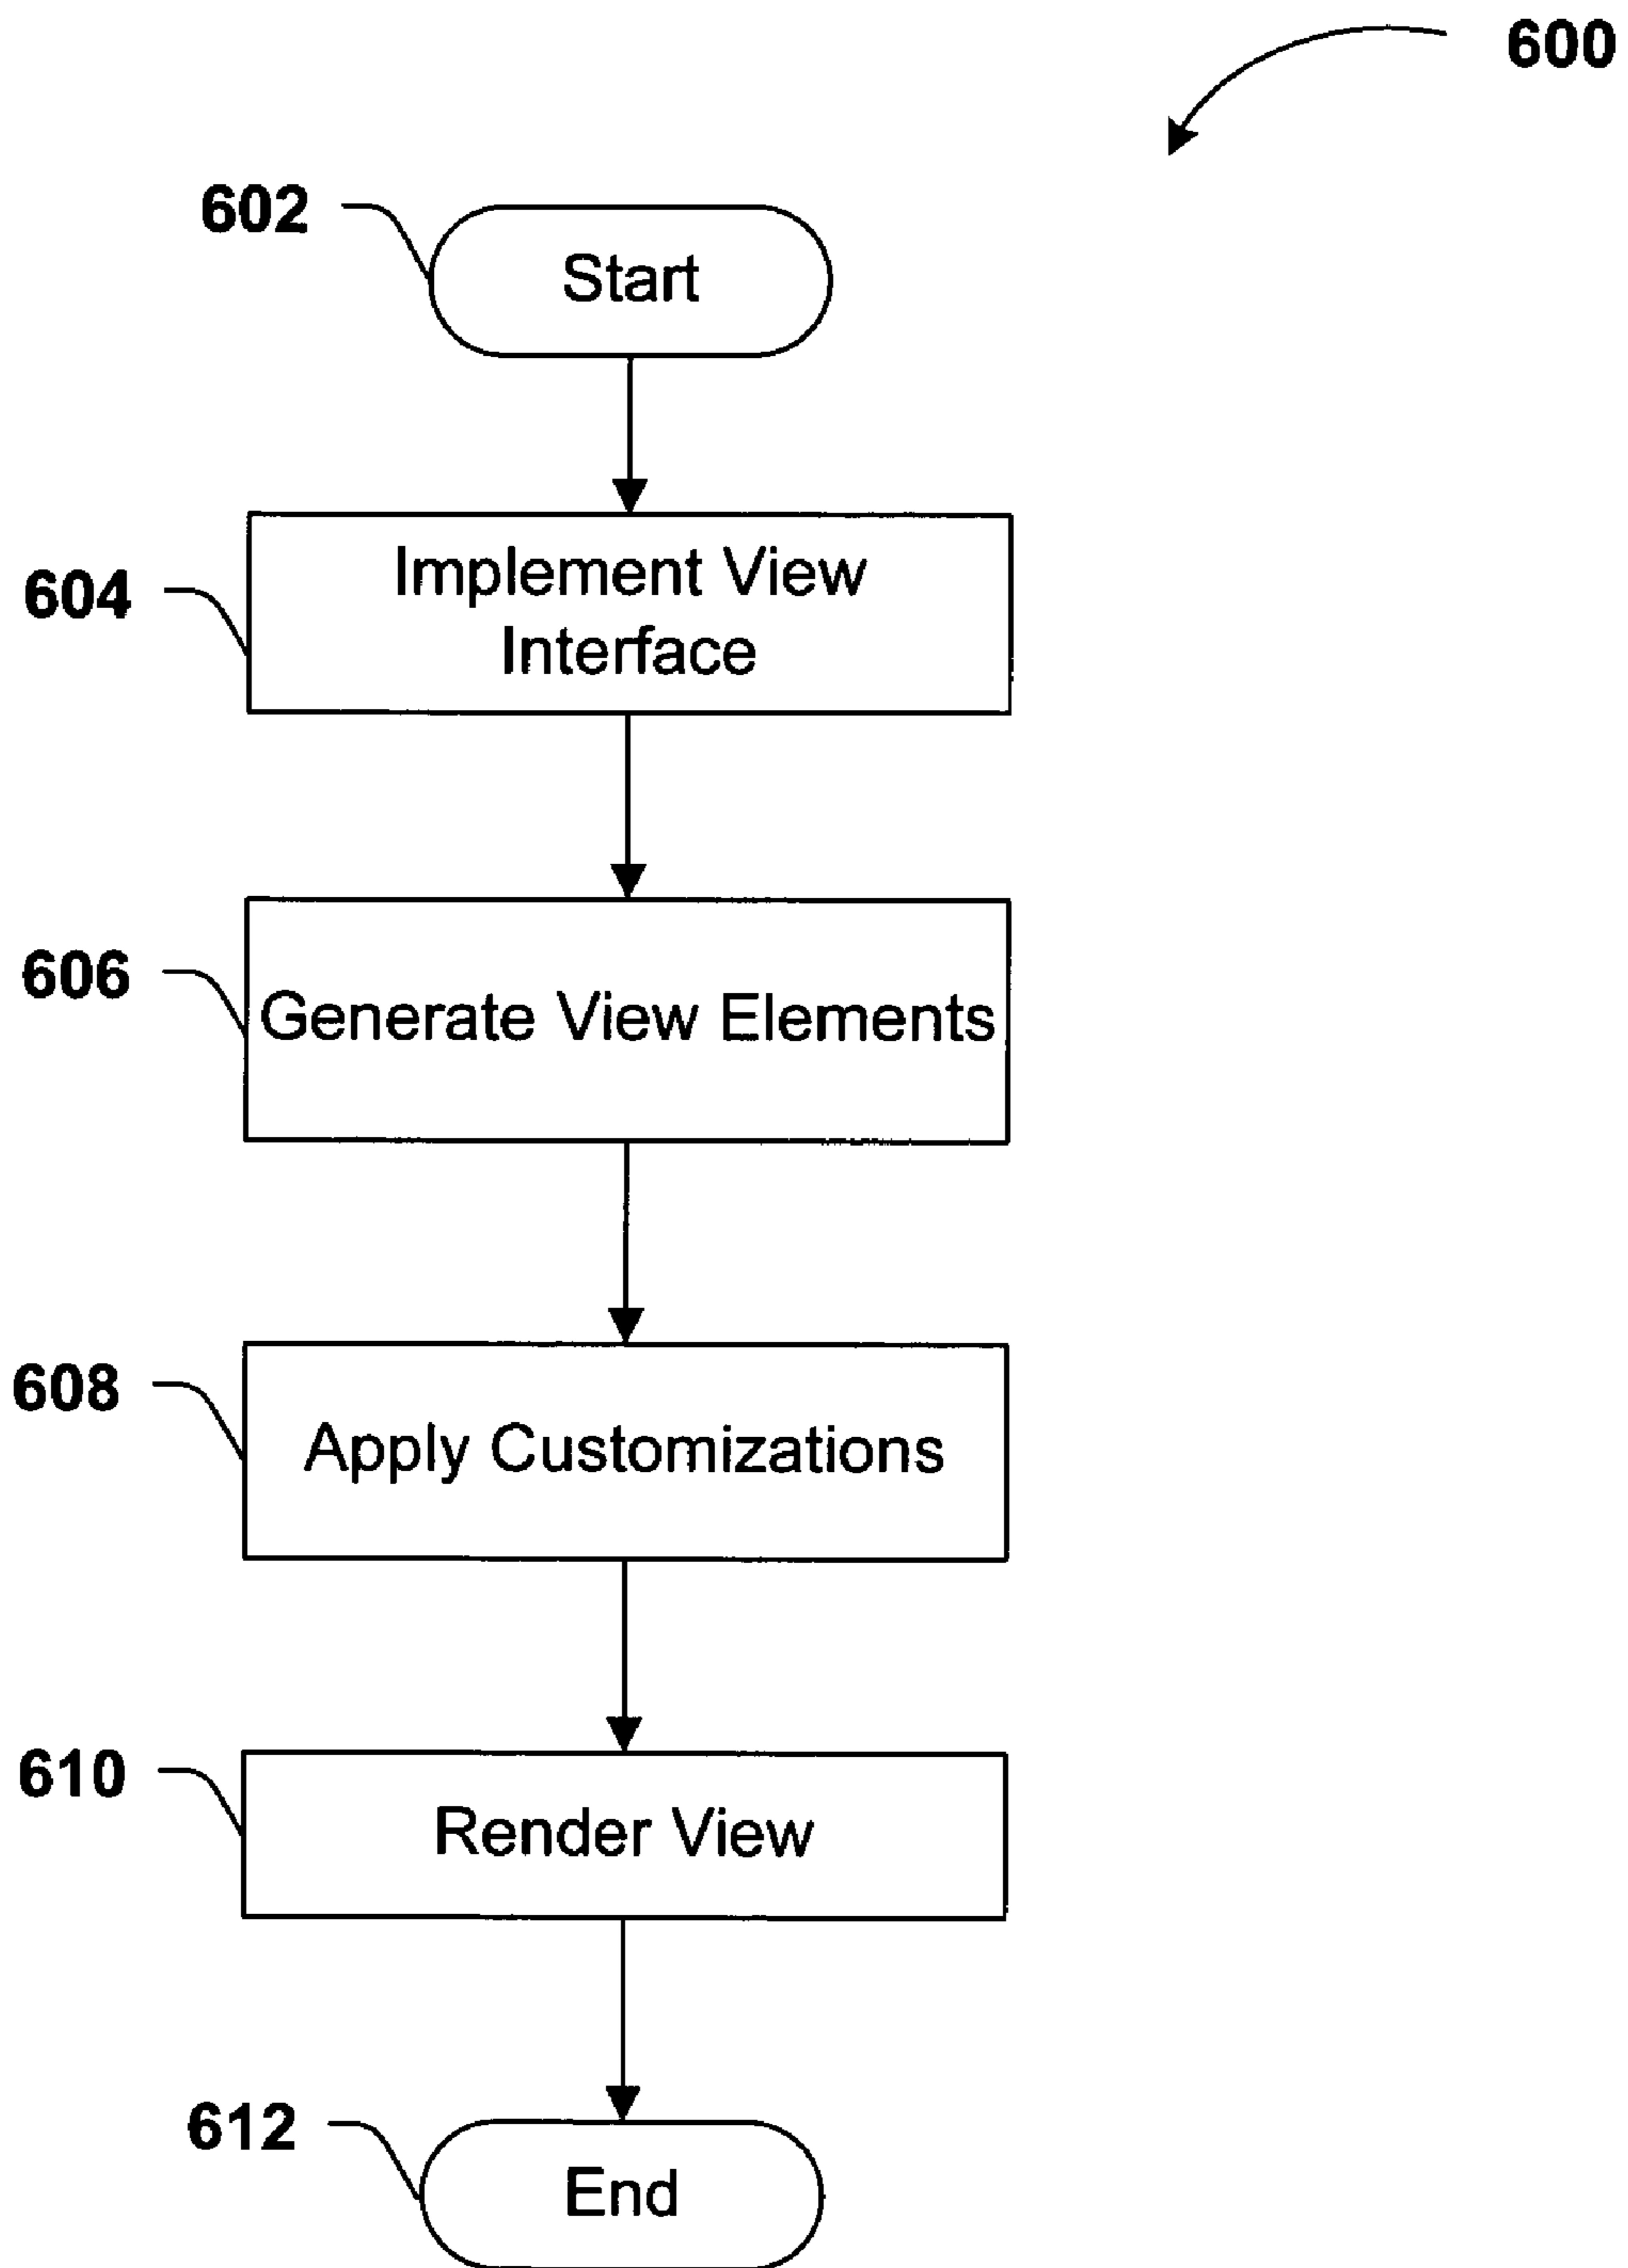 600
602
Start
604
Implement View
Interface
606
Generate View Elements
608
Apply Customizations
610
Render View
612
End